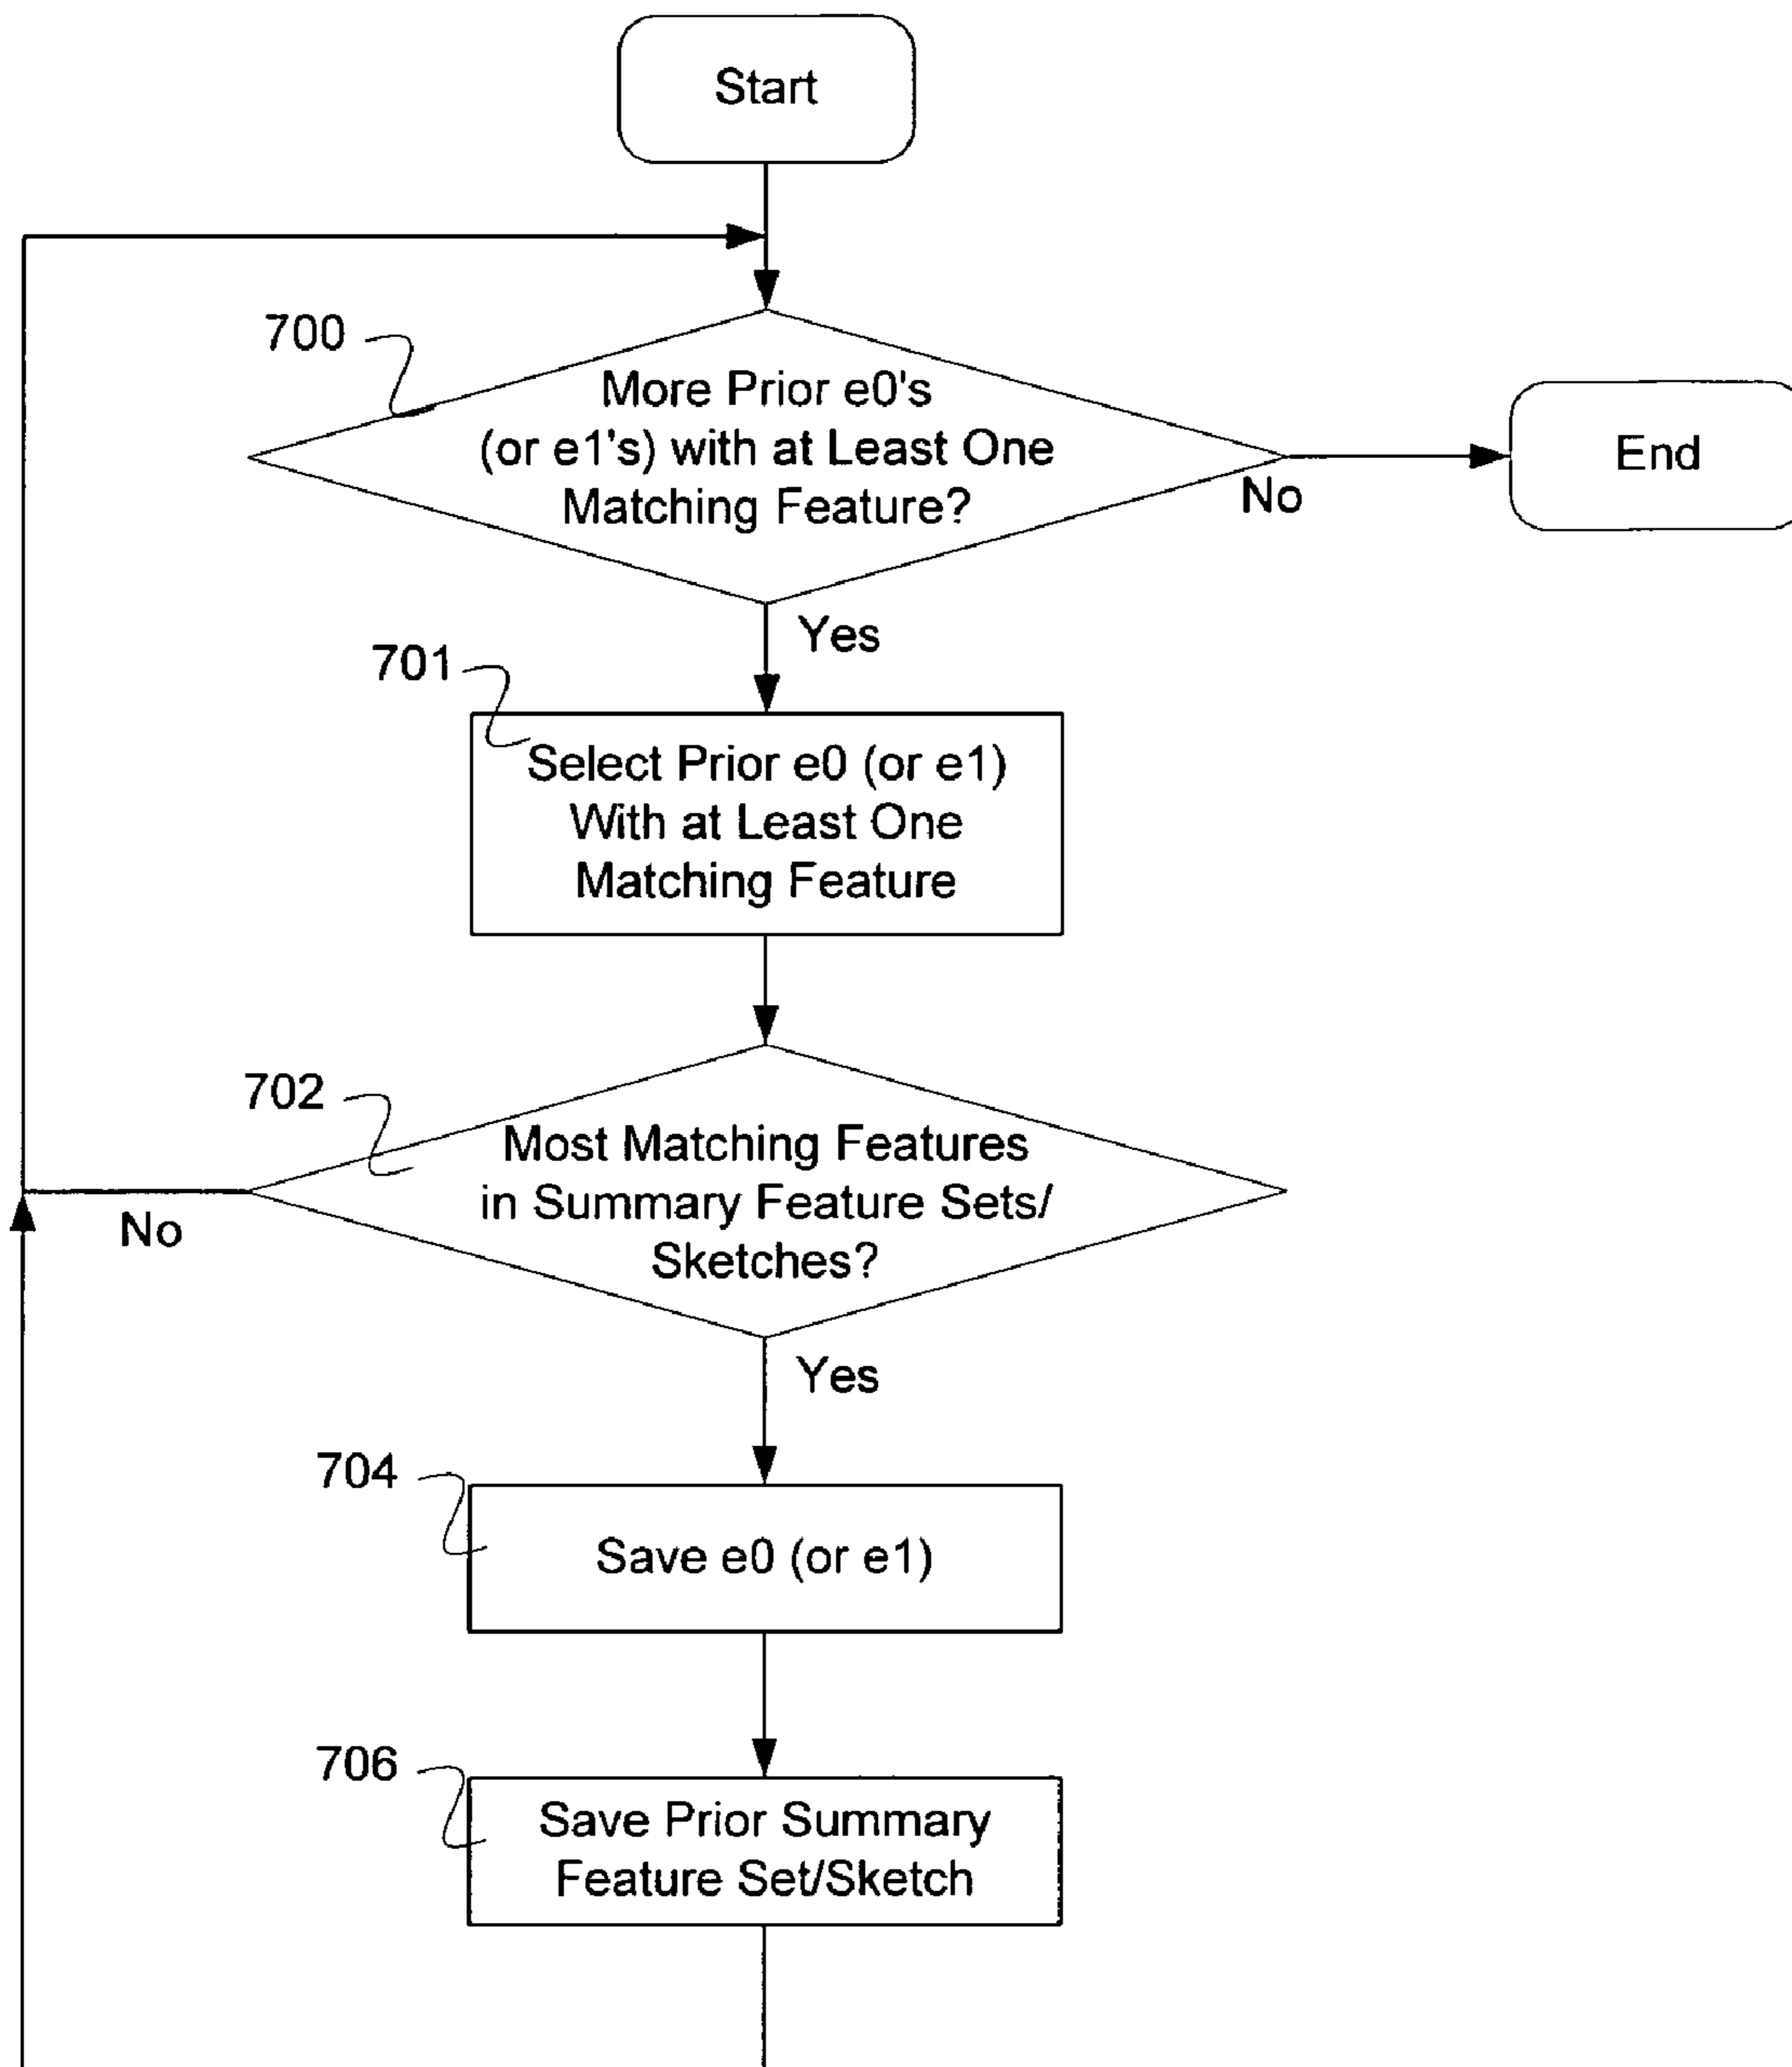 Start
700
More Prior e0's
(or e1's) with at Least One
Matching Feature?
No
End
Yes
701
Select Prior e0 (or e1)
With at Least One
Matching Feature
702
Most Matching Features
in Summary Feature Sets/
Sketches?
No
Yes
704
Save e0 (or e1)
706
Save Prior Summary
Feature Set/Sketch